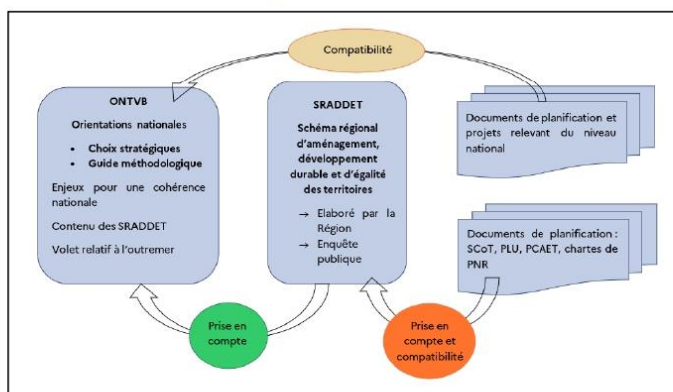 Compatibilité
ONTVB
Orientations nationales
• Choix stratégiques
• Guide méthodologique
Enjeux pour une cohérence
nationale
Contenu des SRADDET
Volet relatif à l'outremer
SRADDET
Schéma régional
d'aménagement,
développement
durable et d'égalité
des territoires
→ Elaboré par la
Région
→ Enquête
publique
Documents de planification et
projets relevant du niveau
national
Documents de planification :
SCoT, PLU, PCAET, chartes de
PNR
Prise en
compte
Prise en
compte et
compatibilité